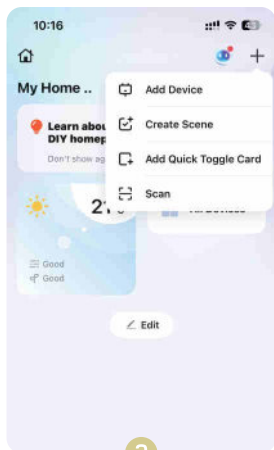 10:16
My Home ..
Add Device
Create Scene
Add Quick Toggle Card
Scan
Learn abou
DIY homep
Don't show ag
Good
Good
Edit